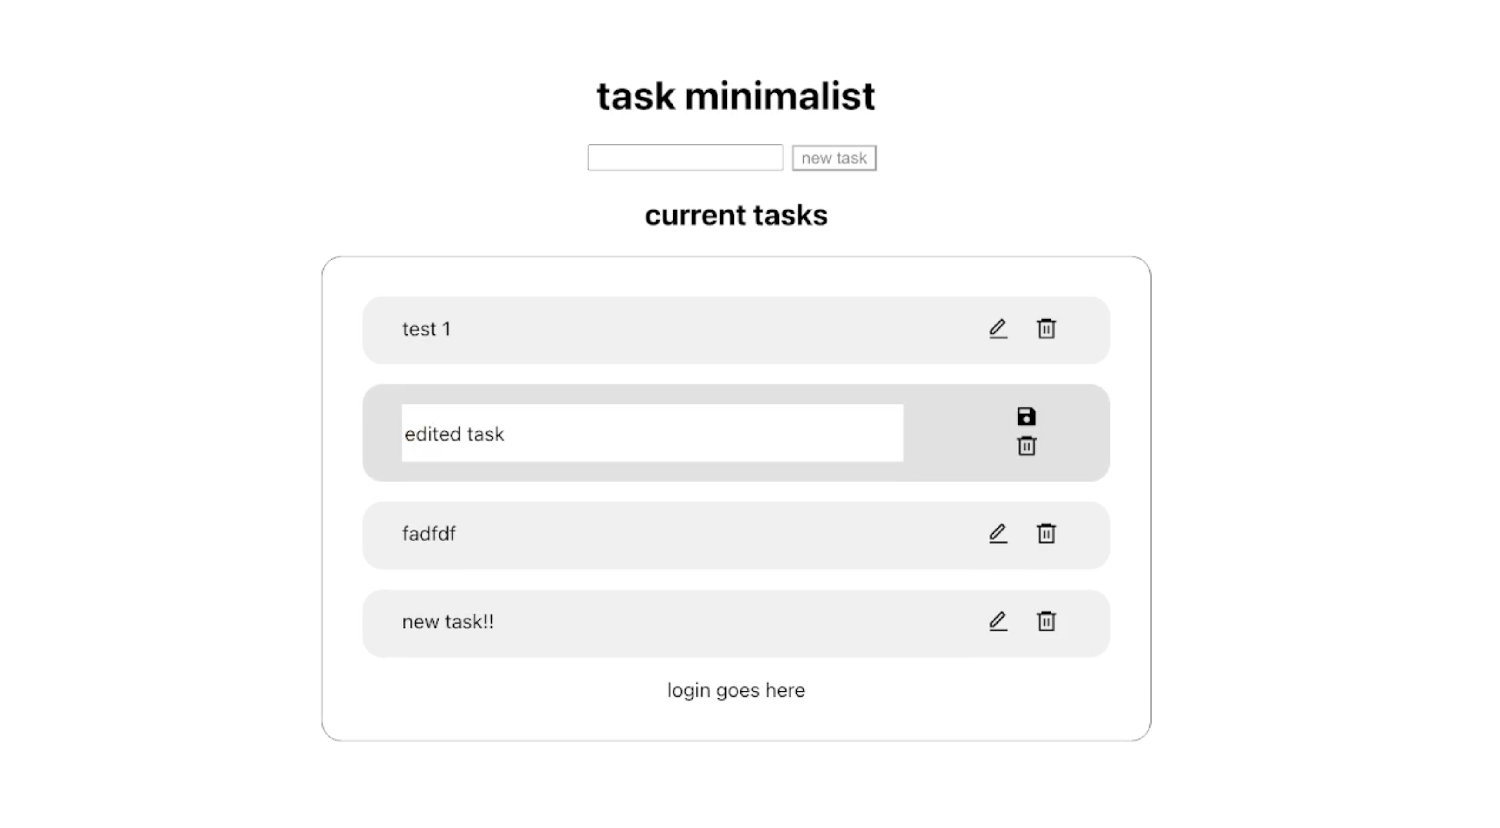 task minimalist
new task
current tasks
test 1
edited task
fadfdf
new task!!
login goes here